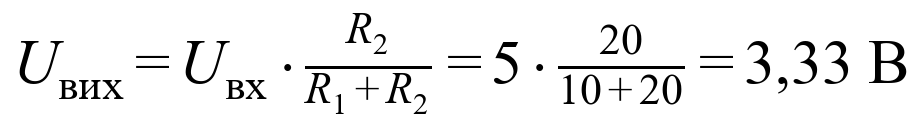 U_вих = U_вх · R_2 / (R_1 + R_2) = 5 · 20 / (10 + 20) = 3,33 В